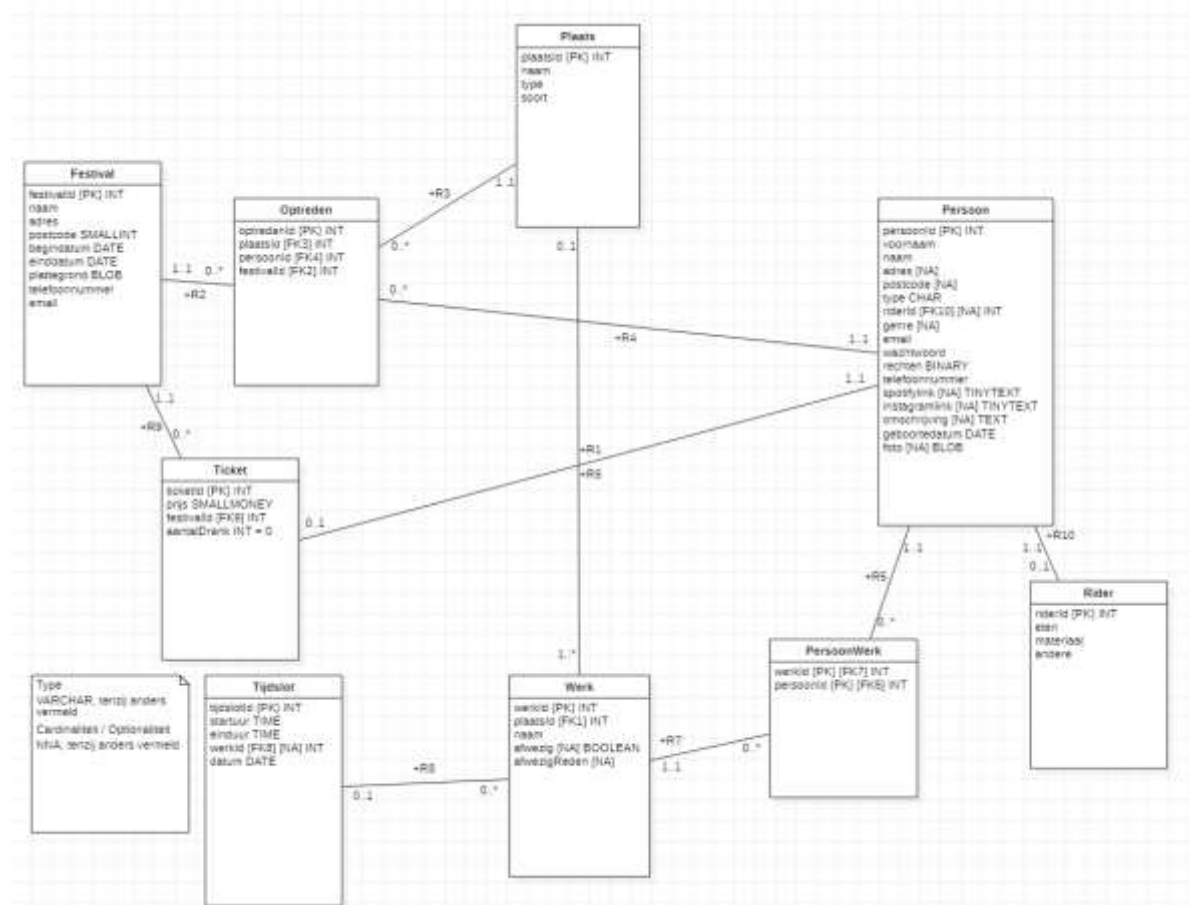 Plaats
plaatsId {PK} INT
naam
type
soort
Festival
festivalId {PK} INT
naam
adres
postcode SMALLINT
begindatum DATE
einddatum DATE
plattegrond BLOB
telefoonnummer
email
Optreden
optredenId {PK} INT
plaatsId {FK3} INT
persoonId {FK4} INT
festivalId {FK2} INT
Persoon
persoonId {PK} INT
voornaam
naam
adres [NA]
postcode [NA]
type CHAR
riderId {FK10} [NA] INT
genre [NA]
email
wachtwoord
rechten BINARY
telefoonnummer
spotifylink [NA] TINYTEXT
instagramlink [NA] TINYTEXT
omschrijving [NA] TEXT
geboortedatum DATE
foto [NA] BLOB
+R3
1..1
0..*
0..1
1..1
0..*
+R2
0..*
+R4
1..1
1..1
1..1
+R9
0..*
Ticket
ticketId {PK} INT
prijs SMALLMONEY
festivalId {FK9} INT
aantalDrank INT = 0
+R1
+R6
0..1
1..1
+R5
0..*
+R10
1..1
0..1
Rider
riderId {PK} INT
eten
materiaal
andere
PersoonWerk
werkId {PK} {FK7} INT
persoonId {PK} {FK5} INT
1..*
Type
VARCHAR, tenzij anders
vermeld
Cardinaliteit / Optionaliteit
NNA, tenzij anders vermeld
Tijdslot
tijdslotId {PK} INT
startuur TIME
einduur TIME
werkId {FK8} [NA] INT
datum DATE
Werk
werkId {PK} INT
plaatsId {FK1} INT
naam
afwezig [NA] BOOLEAN
afwezigReden [NA]
+R8
0..1
0..*
+R7
1..1
0..*